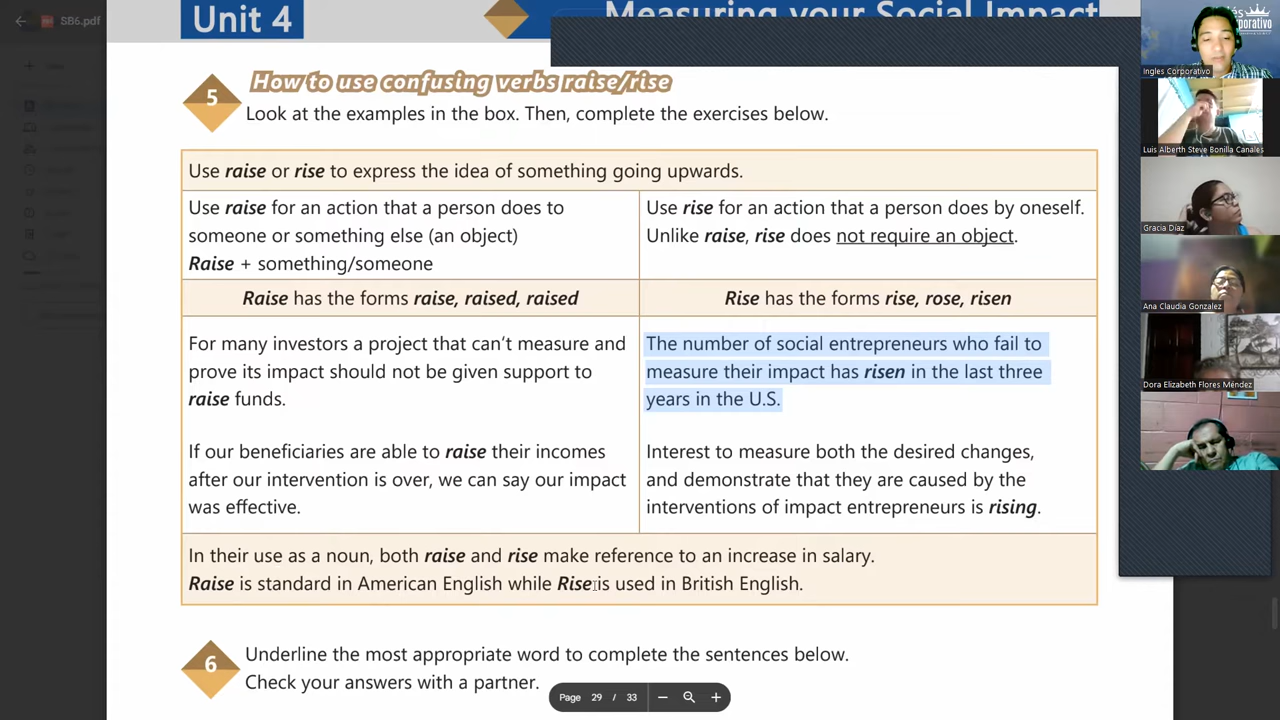 SB6.pdf
Unit 4
Measuring your Social Impact
5
How to use confusing verbs raise/rise
Look at the examples in the box. Then, complete the exercises below.
Use raise or rise to express the idea of something going upwards.
Use raise for an action that a person does to
someone or something else (an object)
Raise + something/someone
Use rise for an action that a person does by oneself.
Unlike raise, rise does not require an object.
Raise has the forms raise, raised, raised
Rise has the forms rise, rose, risen
For many investors a project that can't measure and
prove its impact should not be given support to
raise funds.
The number of social entrepreneurs who fail to
measure their impact has risen in the last three
years in the U.S.
If our beneficiaries are able to raise their incomes
after our intervention is over, we can say our impact
was effective.
Interest to measure both the desired changes,
and demonstrate that they are caused by the
interventions of impact entrepreneurs is rising.
In their use as a noun, both raise and rise make reference to an increase in salary.
Raise is standard in American English while Rise is used in British English.
6
Underline the most appropriate word to complete the sentences below.
Check your answers with a partner.
Page 29 / 33
Ingles Corporativo
Luis Alberth Steve Bonilla Canales
Gracia Díaz
Ana Claudia Gonzalez
Dora Elizabeth Flores Méndez